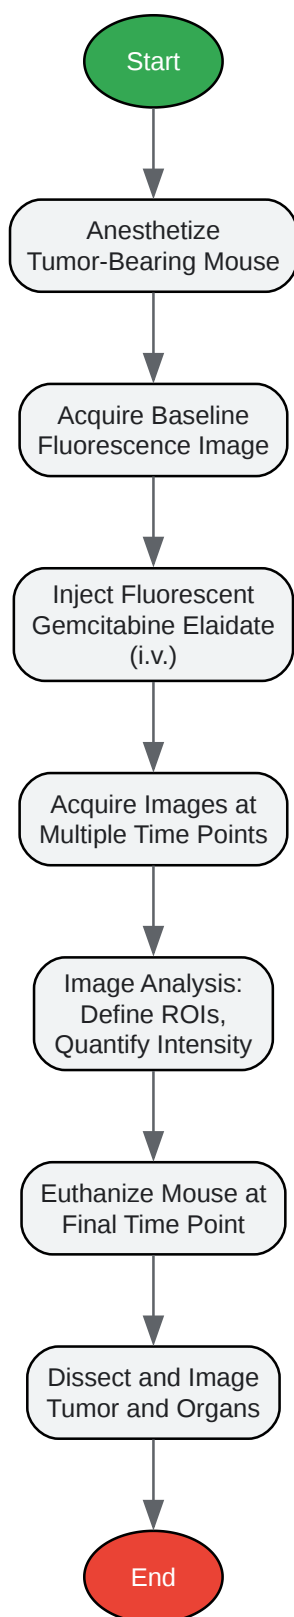 Start
Anesthetize
Tumor-Bearing Mouse
Acquire Baseline
Fluorescence Image
Inject Fluorescent
Gemcitabine Elaidate
(i.v.)
Acquire Images at
Multiple Time Points
Image Analysis:
Define ROIs,
Quantify Intensity
Euthanize Mouse at
Final Time Point
Dissect and Image
Tumor and Organs
End